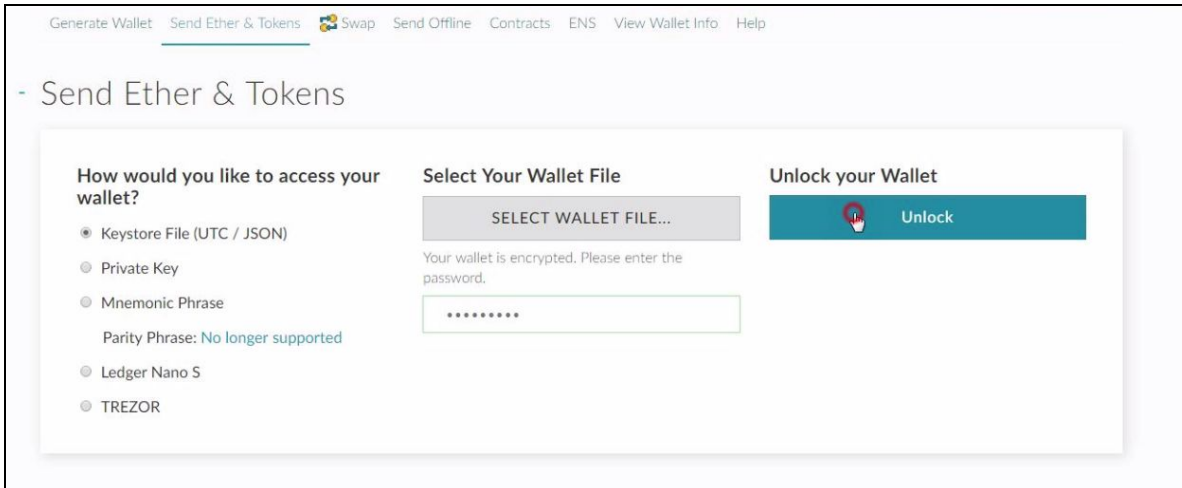 Generate Wallet Send Ether & Tokens Swap Send Offline Contracts ENS View Wallet Info Help
- Send Ether & Tokens
How would you like to access your
wallet?
Keystore File (UTC / JSON)
Private Key
Mnemonic Phrase
Parity Phrase: No longer supported
Ledger Nano S
TREZOR
Select Your Wallet File
SELECT WALLET FILE...
Your wallet is encrypted. Please enter the
password.
•••••••••
Unlock your Wallet
Unlock